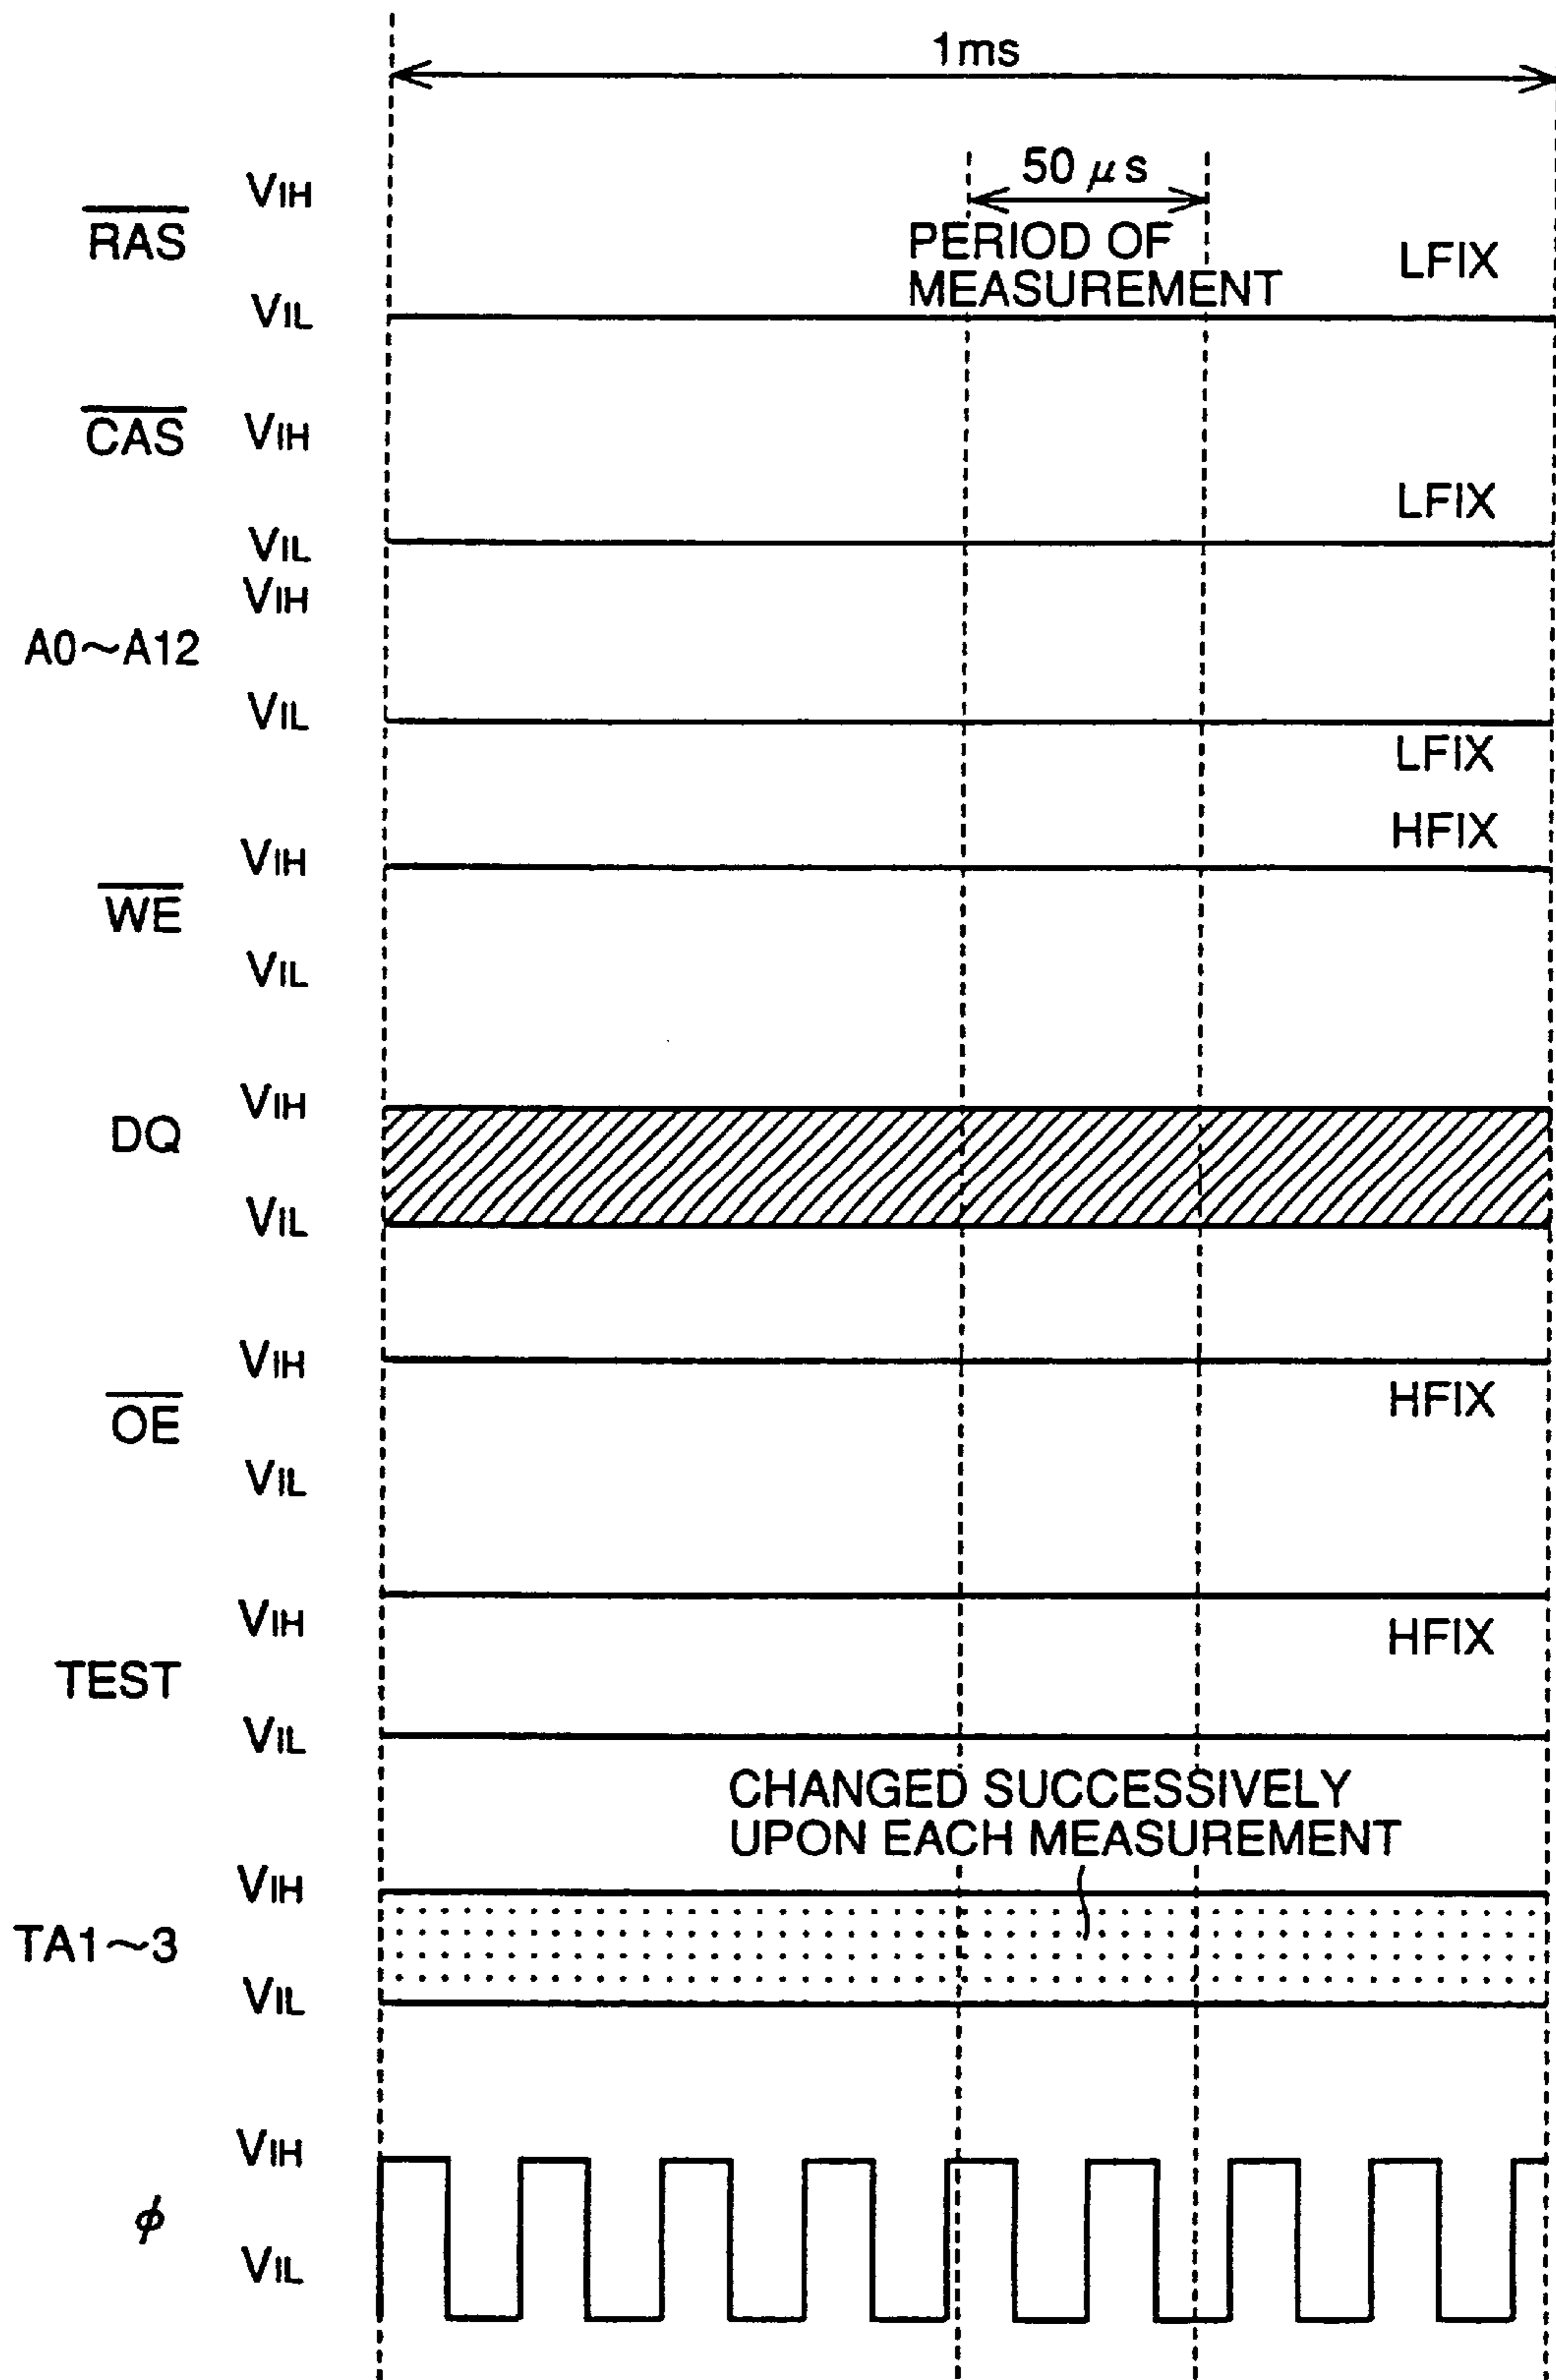 1ms
50 μs
VIH
RAS
PERIOD OF
MEASUREMENT
LFIX
VIL
CAS
VIH
LFIX
VIL
VIH
A0~A12
VIL
LFIX
HFIX
VIH
WE
VIL
VIH
DQ
VIL
VIH
HFIX
OE
VIL
VIH
HFIX
TEST
VIL
CHANGED SUCCESSIVELY
UPON EACH MEASUREMENT
VIH
TA1~3
VIL
VIH
ϕ
VIL